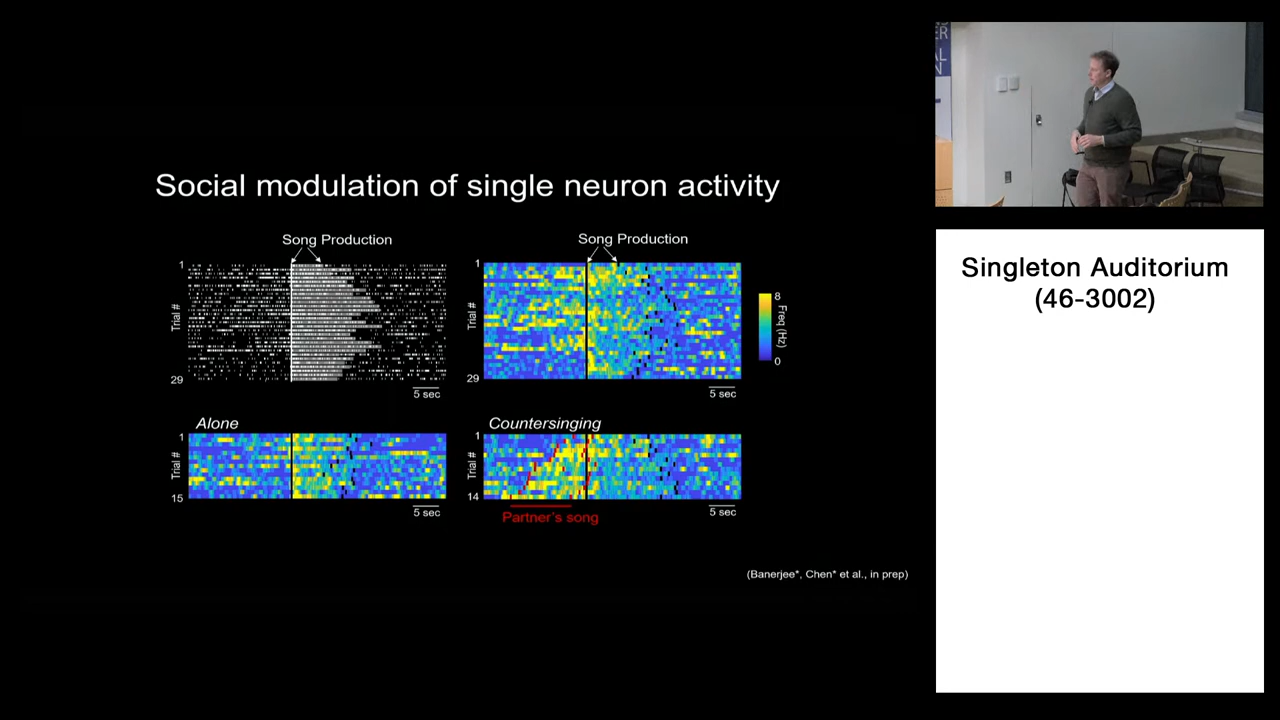 Social modulation of single neuron activity
Song Production
Song Production
1
Trial #
29
5 sec
1
Trial #
29
5 sec
8
Freq (Hz)
0
Alone
1
Trial #
15
5 sec
Countersinging
1
Trial #
14
Partner's song
5 sec
(Banerjee*, Chen* et al., in prep)
Singleton Auditorium
(46-3002)